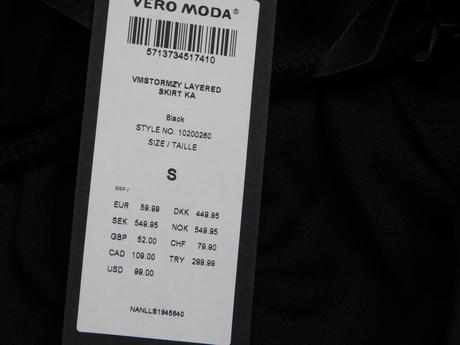 VERO MODA®
5713734517410
VMSTORMZY LAYERED
SKIRT KA
Black
STYLE NO. 10200260
SIZE / TAILLE
S
RRP /
EUR 59.99 DKK 449.95
SEK 549.95 NOK 549.95
GBP 52.00 CHF 79.90
CAD 109.00 TRY 299.99
USD 99.00
NANLLS1945640